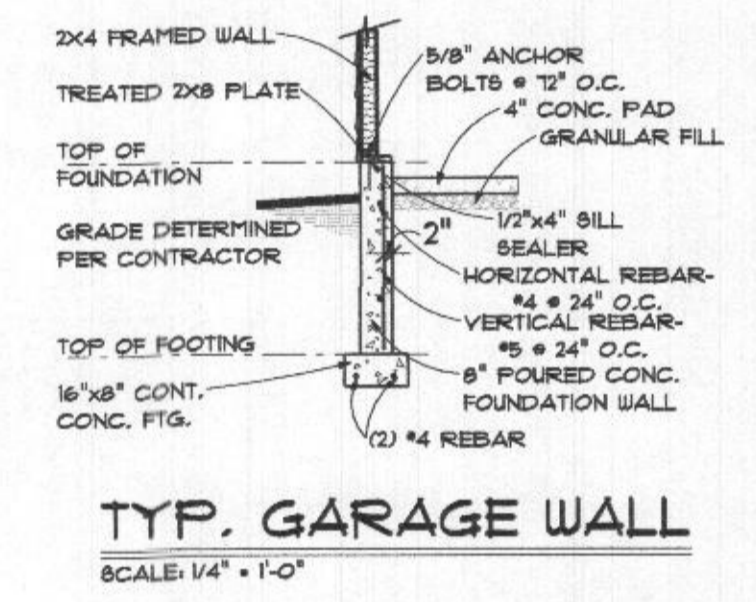 2X4 FRAMED WALL
TREATED 2X8 PLATE
TOP OF
FOUNDATION
GRADE DETERMINED
PER CONTRACTOR
TOP OF FOOTING
16"x8" CONT.
CONC. FTG.
5/8" ANCHOR
BOLTS @ 72" O.C.
4" CONC. PAD
GRANULAR FILL
1/2"x4" SILL
SEALER
2"
HORIZONTAL REBAR-
#4 @ 24" O.C.
VERTICAL REBAR-
#5 @ 24" O.C.
8" POURED CONC.
FOUNDATION WALL
(2) #4 REBAR
TYP. GARAGE WALL
SCALE: 1/4" = 1'-0"